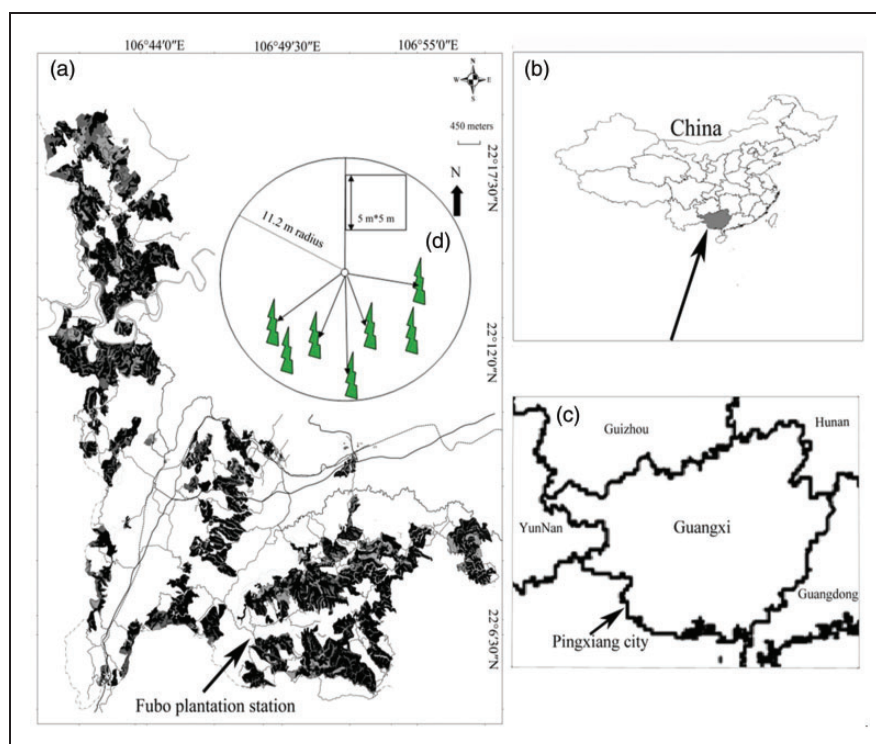 106°44′0″E
106°49′30″E
106°55′0″E
(a)
N
W
E
S
450 meters
22°17′30″N
N
11.2 m radius
5 m*5 m
(d)
22°12′0″N
22°6′30″N
Fubo plantation station
(b)
China
(c)
Guizhou
Hunan
YunNan
Guangxi
Guangdong
Pingxiang city